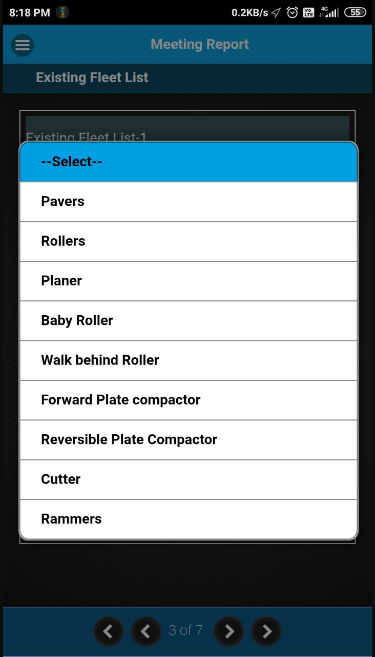 8:18 PM 0.2KB/s 4G 55
Meeting Report
Existing Fleet List
Existing Fleet List-1
--Select--
Pavers
Rollers
Planer
Baby Roller
Walk behind Roller
Forward Plate compactor
Reversible Plate Compactor
Cutter
Rammers
3 of 7